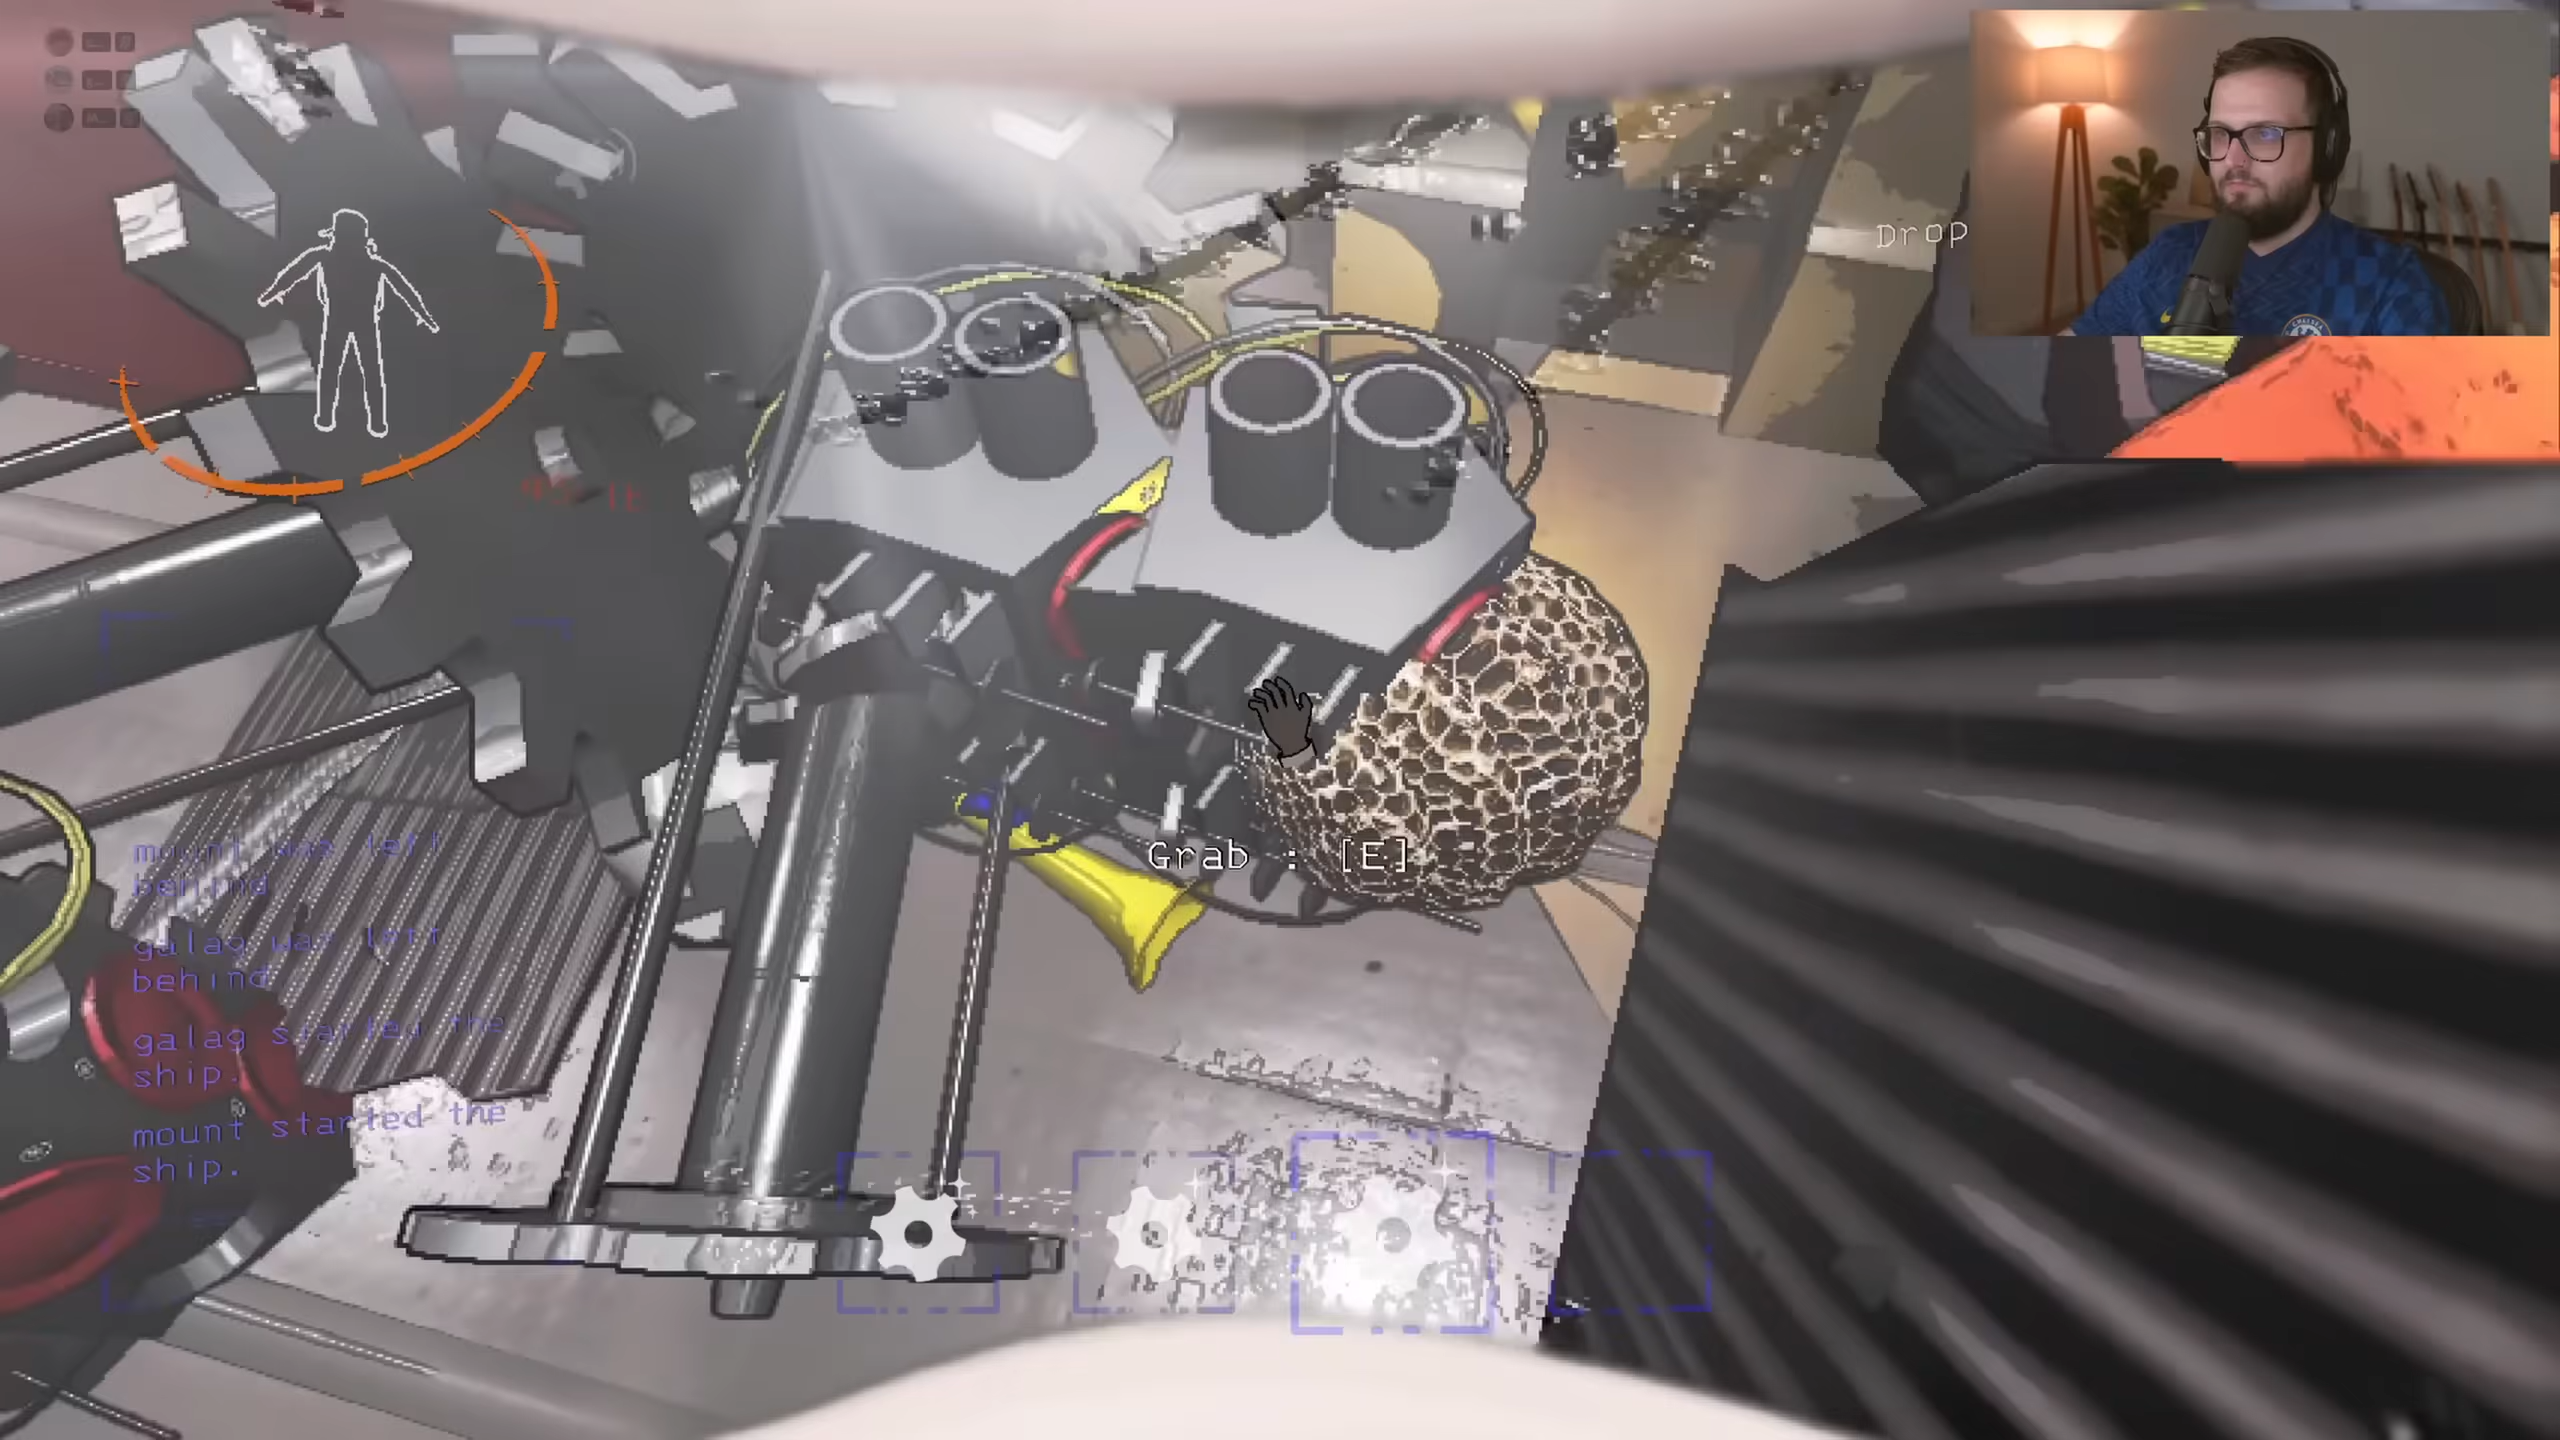 Drop
Grab : [E]
mount was left
behind
galag was left
behind
galag started the
ship.
mount started the
ship.